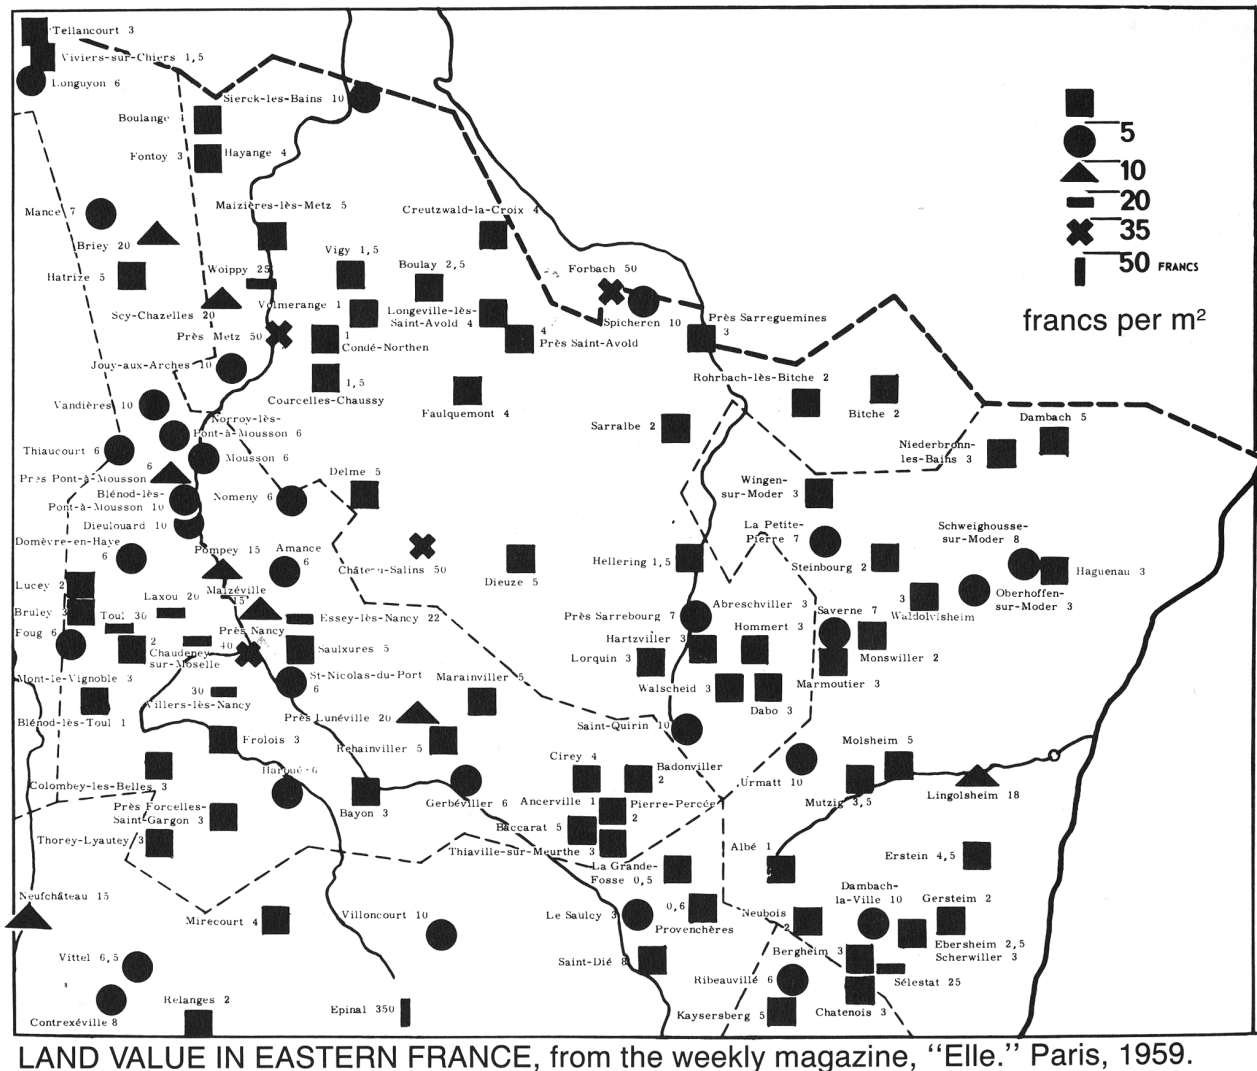 Tellancourt 3
Viviers-sur-Chiers 1,5
Longuyon 6
Sierck-les-Bains 10
Boulange
Fontoy 3
Hayange 4
5
10
20
35
50 FRANCS
francs per m²
Mance 7
Briey 20
Maizières-lès-Metz 5
Creutzwald-la-Croix 4
Hatrize 5
Woippy 25
Vigy 1,5
Boulay 2,5
Forbach 50
Scy-Chazelles 20
Volmerange 1
Longeville-lès-
Saint-Avold 4
Spicheren 10
Près Sarreguemines
3
Près Metz 50
1
Condé-Northen
4
Près Saint-Avold
Jouy-aux-Arches 10
1,5
Courcelles-Chaussy
Rohrbach-lès-Bitche 2
Vandières 10
Faulquemont 4
Bitche 2
Dambach 5
Norroy-lès-
Pont-à-Mousson 6
Sarralbe 2
Niederbronn-
les-Bains 3
Thiaucourt 6
Mousson 6
6
Près Pont-à-Mousson
Delme 5
Wingen-
sur-Moder 3
Blénod-lès-
Pont-à-Mousson 10
Nomeny 6
Dieulouard 10
La Petite-
Pierre 7
Schweighousse-
sur-Moder 8
Domèvre-en-Haye
6
Pompey 15
Amance
6
Château-Salins 50
Dieuze 5
Hellering 1,5
Steinbourg 2
Haguenau 3
Lucey 2
Malzéville
15
Laxou 20
Oberhoffen-
sur-Moder 3
Bruley 3
Toul 30
Essey-lès-Nancy 22
Près Sarrebourg 7
Abreschviller 3
Saverne 7
3
Waldolvisheim
Foug 6
2
Chaudeney-
sur-Moselle
Près Nancy
40
Saulxures 5
Hartzviller 3
Hommert 3
Lorquin 3
Monswiller 2
Mont-le-Vignoble 3
St-Nicolas-du-Port
6
Marainviller 5
Walscheid 3
Dabo 3
Marmoutier 3
30
Villers-lès-Nancy
Blénod-lès-Toul 1
Près Lunéville 20
Saint-Quirin 10
Frolois 3
Rehainviller 5
Molsheim 5
Colombey-les-Belles 3
Haroué 6
Cirey 4
Badonviller
2
Urmatt 10
Mutzig 3,5
Lingolsheim 18
Près Forcelles-
Saint-Gargon 3
Bayon 3
Gerbéviller 6
Ancerville 1
Pierre-Percée
2
Baccarat 5
Thorey-Lyautey 3
Thiaville-sur-Meurthe 3
Albé 1
Erstein 4,5
La Grande-
Fosse 0,5
Neufchâteau 15
Dambach-
la-Ville 10
Gersteim 2
Mirecourt 4
Villoncourt 10
Le Saulcy 3
0,6
Provenchères
Neubois
2
Ebersheim 2,5
Scherwiller 3
Vittel 6,5
Saint-Dié 8
Bergheim 3
Ribeauvillé 6
Sélestat 25
Relanges 2
Contrexéville 8
Epinal 350
Kaysersberg 5
Chatenois 3
LAND VALUE IN EASTERN FRANCE, from the weekly magazine, “Elle.” Paris, 1959.